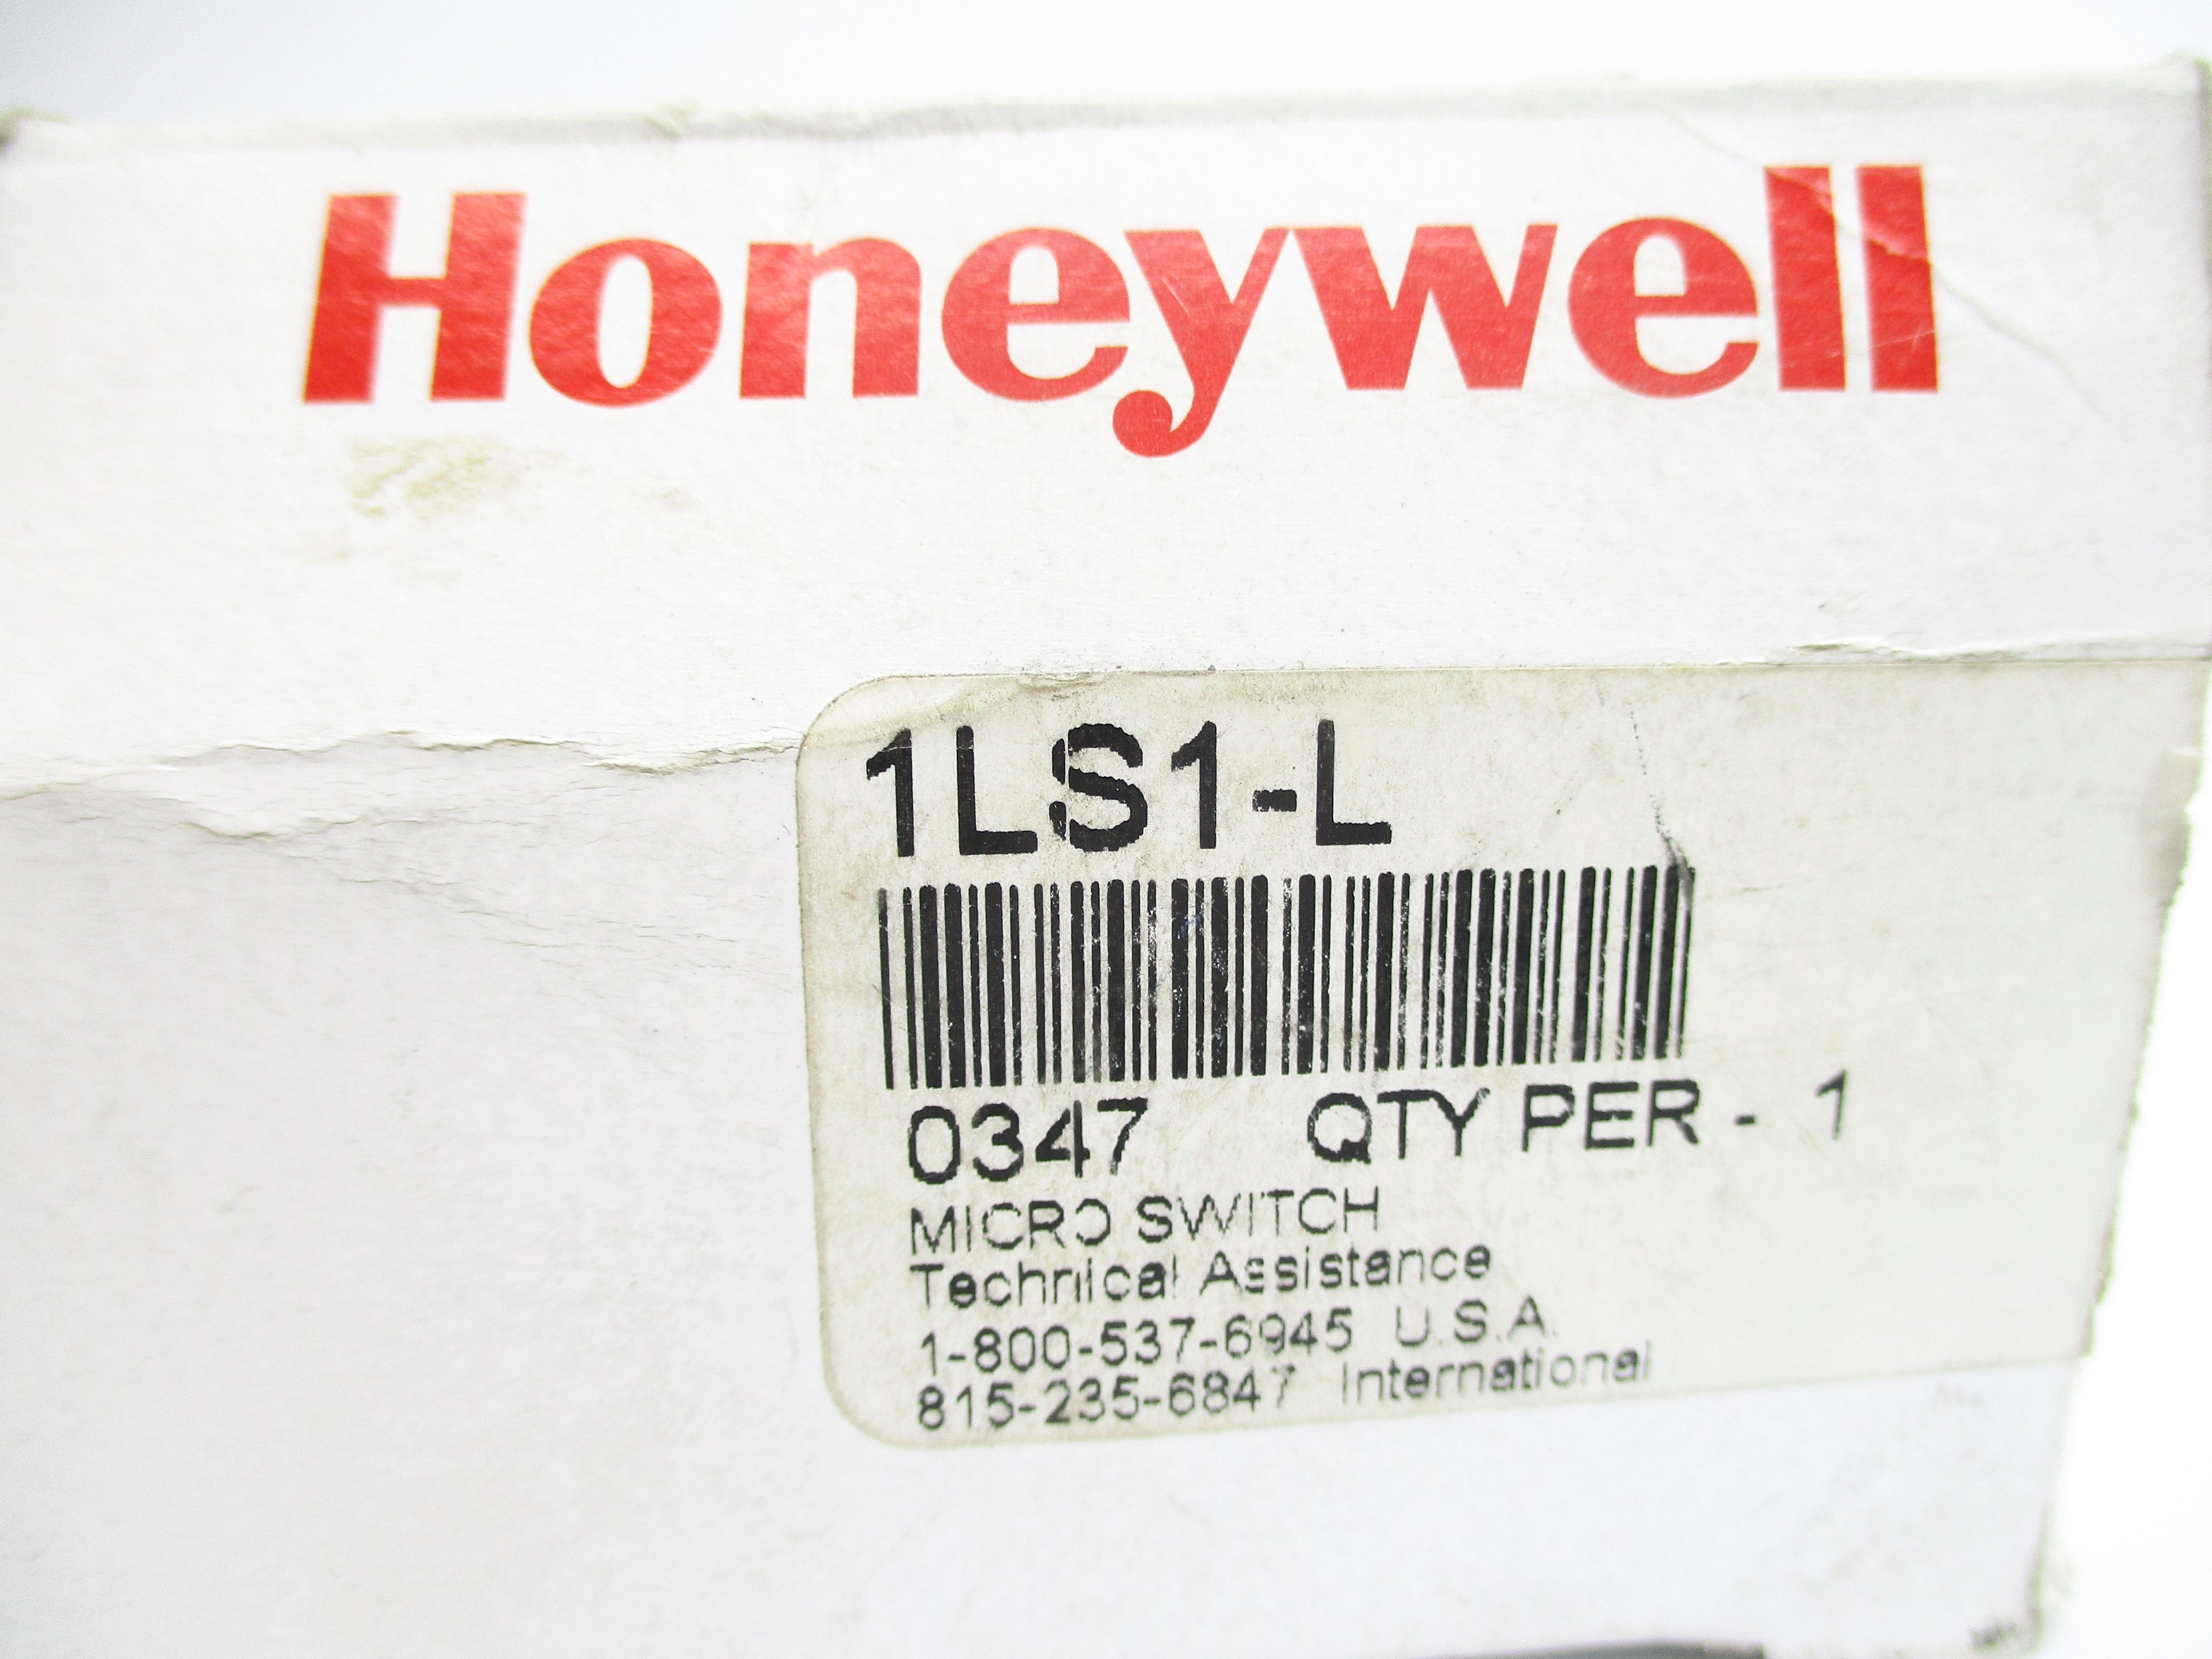 Honeywell
1LS1-L
0347 QTY PER - 1
MICRO SWITCH
Technical Assistance
1-800-537-6945 U.S.A.
815-235-6847 International